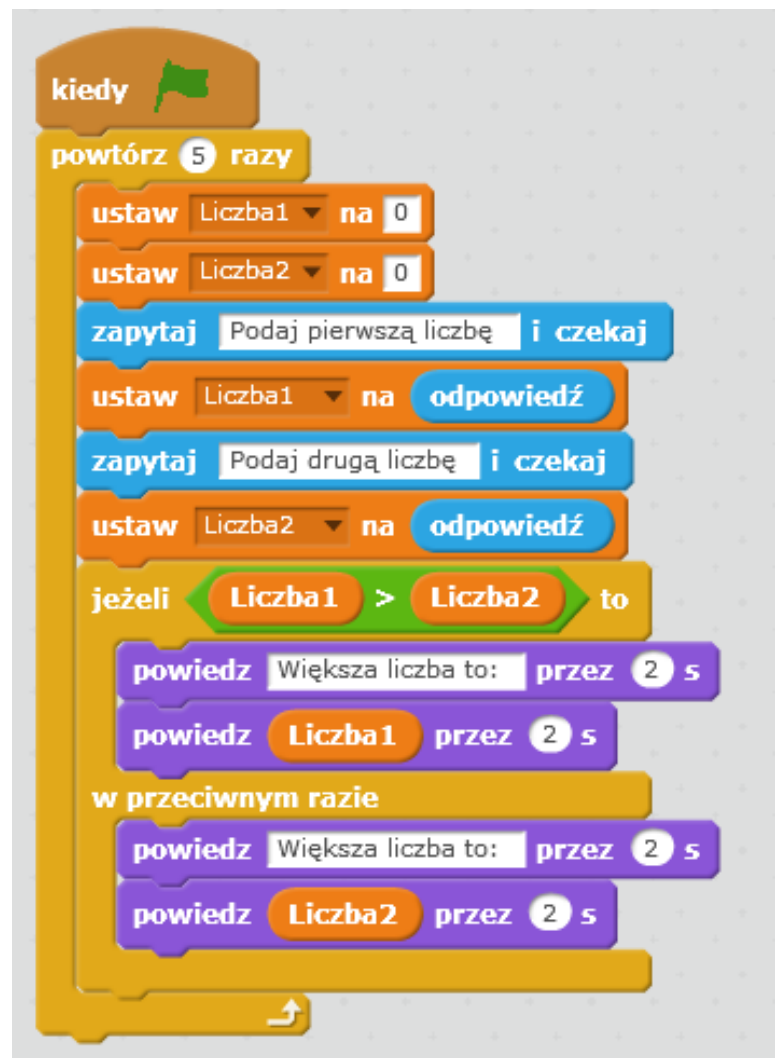 kiedy
powtórz 5 razy
ustaw Liczba1 na 0
ustaw Liczba2 na 0
zapytaj Podaj pierwszą liczbę i czekaj
ustaw Liczba1 na odpowiedź
zapytaj Podaj drugą liczbę i czekaj
ustaw Liczba2 na odpowiedź
jeżeli Liczba1 > Liczba2 to
powiedz Większa liczba to: przez 2 s
powiedz Liczba1 przez 2 s
w przeciwnym razie
powiedz Większa liczba to: przez 2 s
powiedz Liczba2 przez 2 s